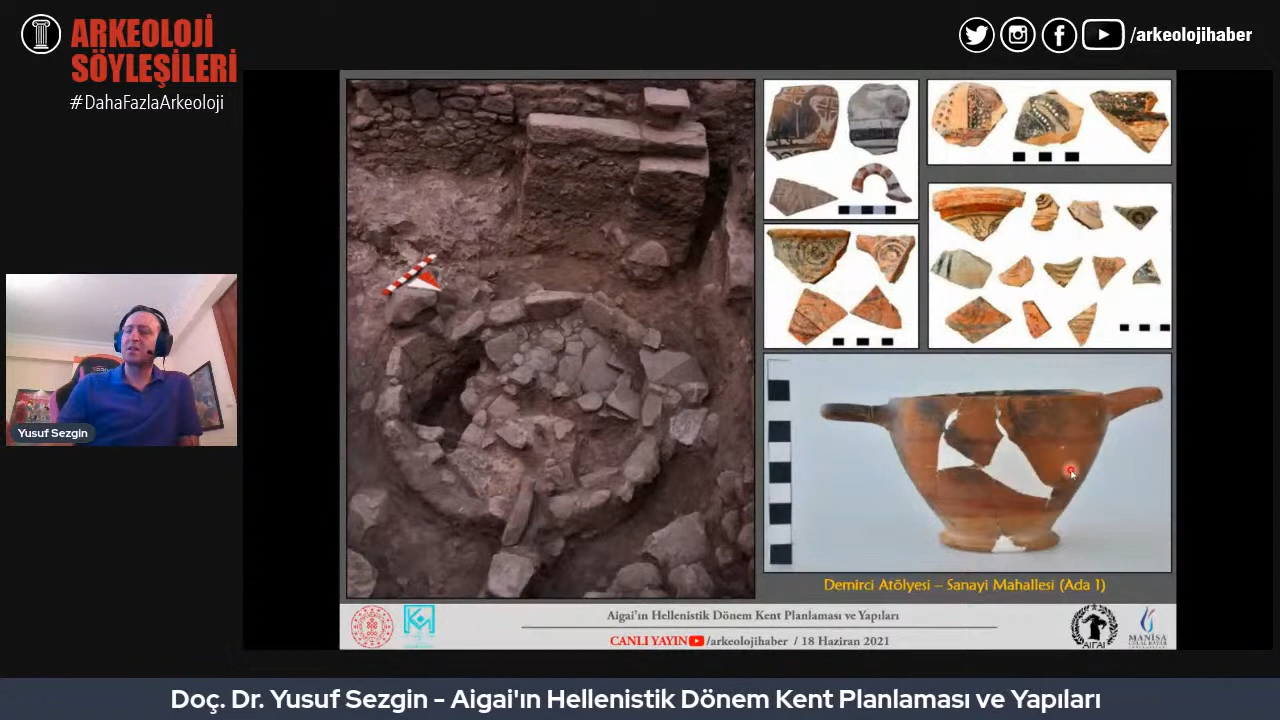 ARKEOLOJİ
SÖYLEŞİLERİ
#DahaFazlaArkeoloji
/arkeolojihaber
Yusuf Sezgin
Demirci Atölyesi – Sanayi Mahallesi (Ada 1)
Aigai'ın Hellenistik Dönem Kent Planlaması ve Yapıları
CANLI YAYIN /arkeolojihaber / 18 Haziran 2021
AİGAİ
MANİSA
Doç. Dr. Yusuf Sezgin - Aigai'ın Hellenistik Dönem Kent Planlaması ve Yapıları